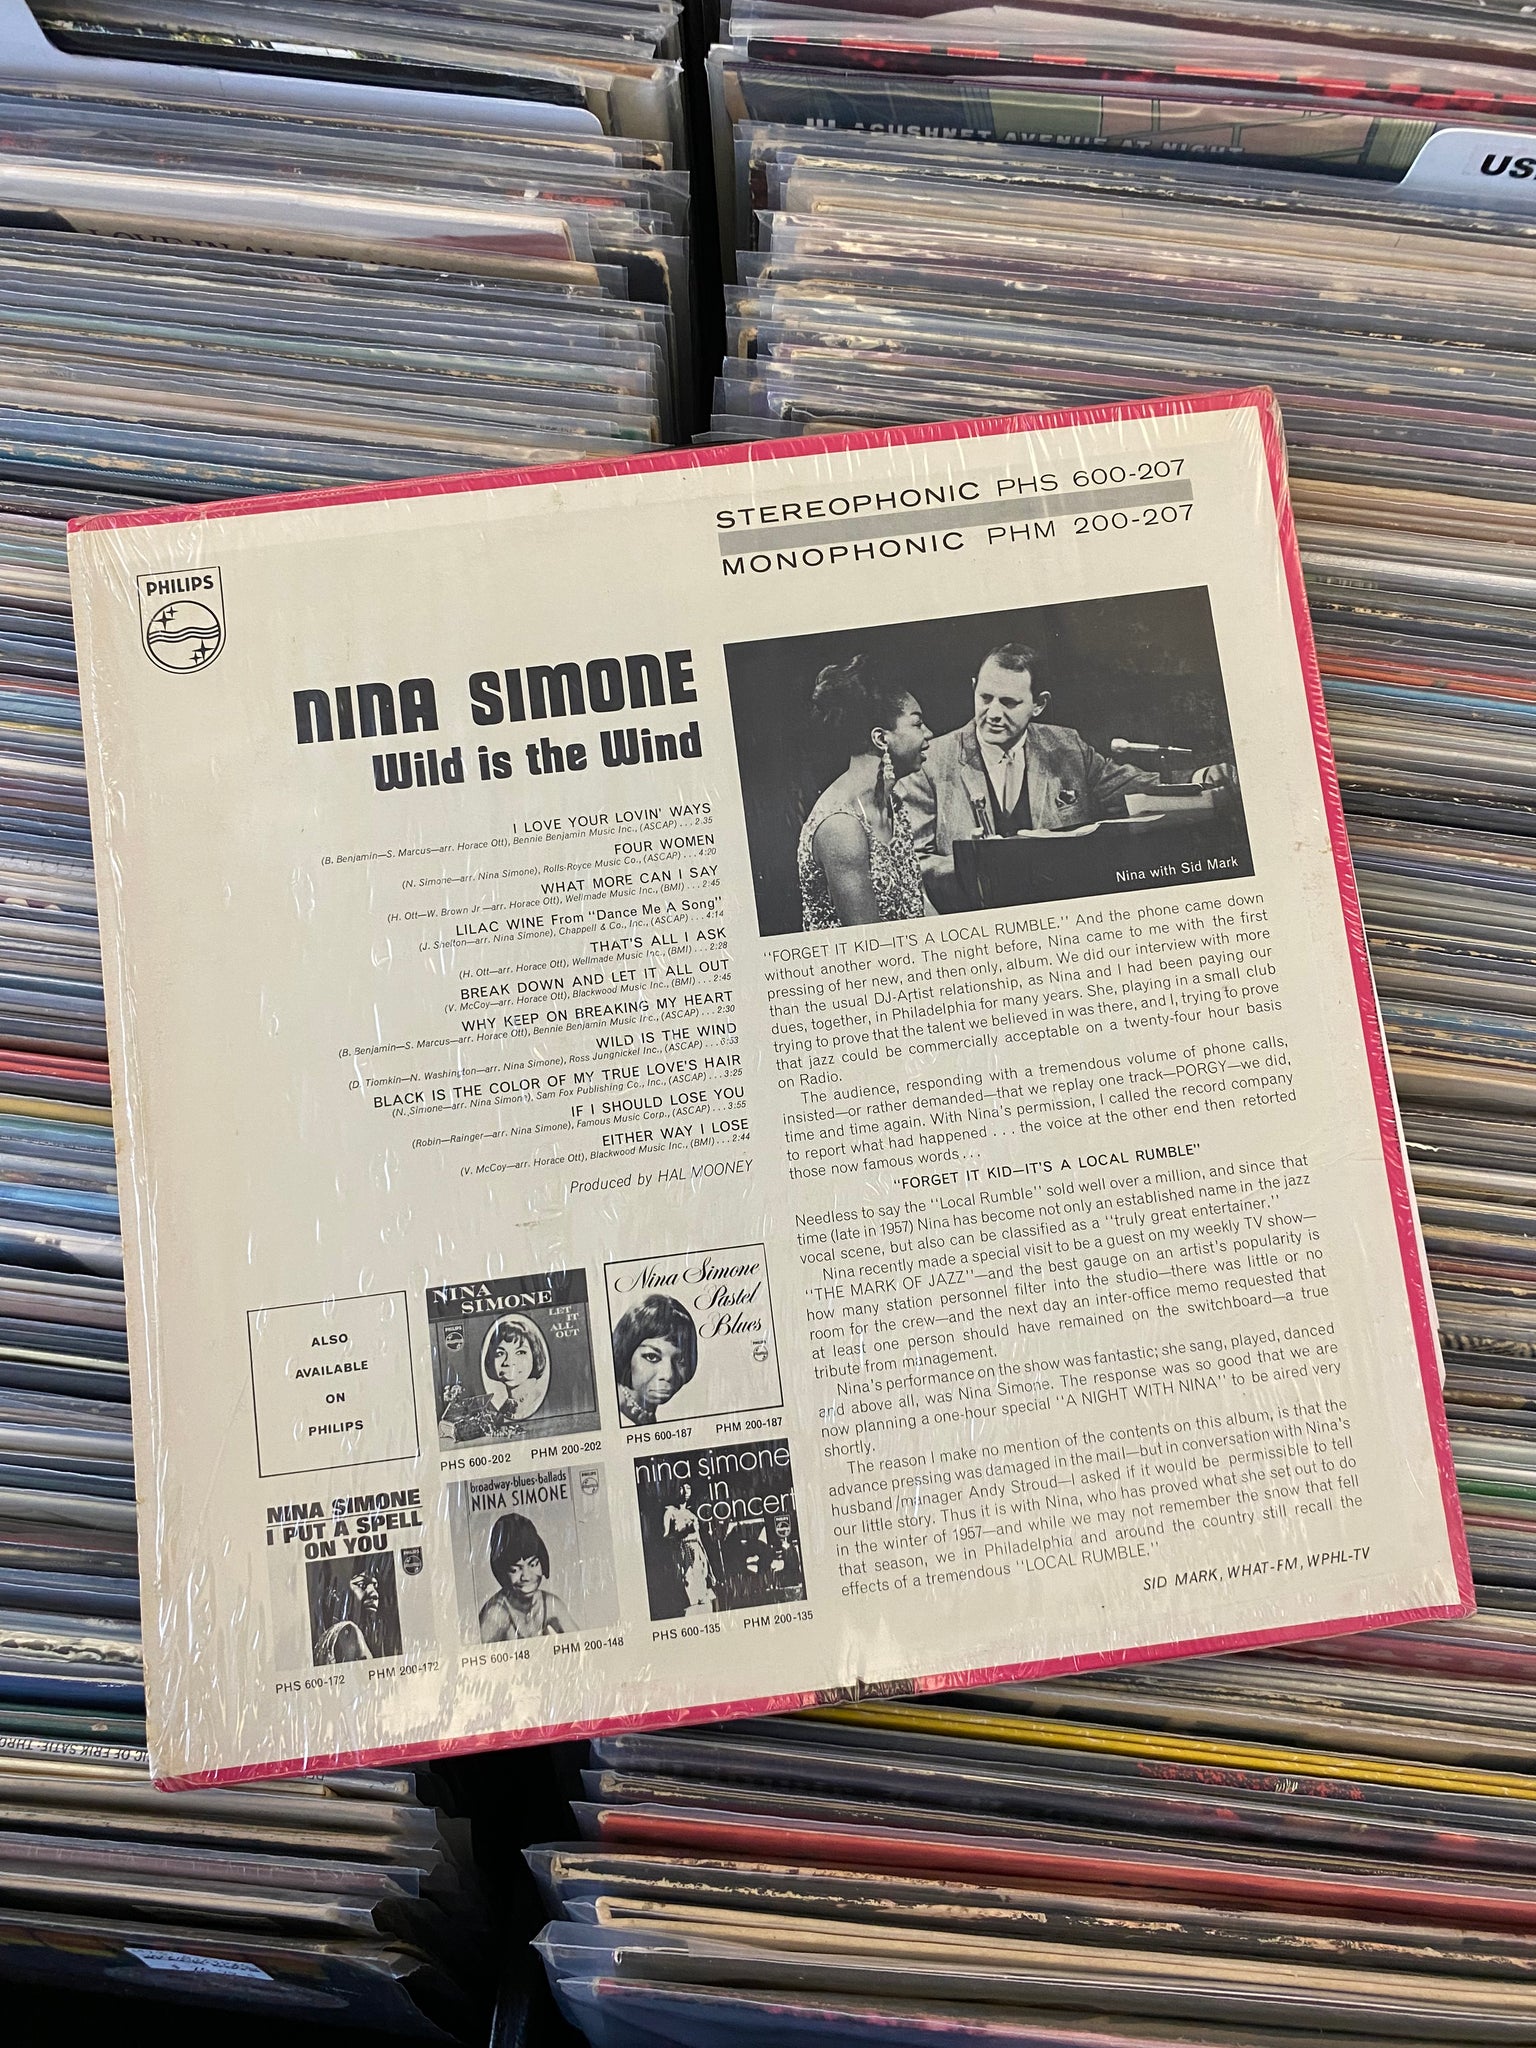 ACUSHNET AVENUE AT NIGHT
STEREOPHONIC PHS 600-207
MONOPHONIC PHM 200-207
PHILIPS
NINA SIMONE
Wild is the Wind
I LOVE YOUR LOVIN' WAYS
(B. Benjamin—S. Marcus—arr. Horace Ott), Bennie Benjamin Music Inc., (ASCAP) . . . 2:35
FOUR WOMEN
(N. Simone—arr. Nina Simone), Rolls-Royce Music Co., (ASCAP) . . . 4:20
WHAT MORE CAN I SAY
(H. Ott—W. Brown Jr.—arr. Horace Ott), Wellmade Music Inc., (BMI) . . . 2:45
LILAC WINE From "Dance Me A Song"
(J. Shelton—arr. Nina Simone), Chappell & Co., Inc., (ASCAP) . . . 4:14
THAT'S ALL I ASK
(H. Ott—arr. Horace Ott), Wellmade Music Inc., (BMI) . . . 2:28
BREAK DOWN AND LET IT ALL OUT
(V. McCoy—arr. Horace Ott), Blackwood Music Inc., (BMI) . . . 2:45
WHY KEEP ON BREAKING MY HEART
(B. Benjamin—S. Marcus—arr. Horace Ott), Bennie Benjamin Music Inc., (ASCAP) . . . 2:30
WILD IS THE WIND
(D. Tiomkin—N. Washington—arr. Nina Simone), Ross Jungnickel Inc., (ASCAP) . . . 6:53
BLACK IS THE COLOR OF MY TRUE LOVE'S HAIR
(N. Simone—arr. Nina Simone), Sam Fox Publishing Co., Inc., (ASCAP) . . . 3:25
IF I SHOULD LOSE YOU
(Robin—Rainger—arr. Nina Simone), Famous Music Corp., (ASCAP) . . . 3:55
EITHER WAY I LOSE
(V. McCoy—arr. Horace Ott), Blackwood Music Inc., (BMI) . . . 2:44
Produced by HAL MOONEY
Nina with Sid Mark
"FORGET IT KID—IT'S A LOCAL RUMBLE." And the phone came down
without another word. The night before, Nina came to me with the first
pressing of her new, and then only, album. We did our interview with more
than the usual DJ-Artist relationship, as Nina and I had been paying our
dues, together, in Philadelphia for many years. She, playing in a small club
trying to prove that the talent we believed in was there, and I, trying to prove
that jazz could be commercially acceptable on a twenty-four hour basis
on Radio.
The audience, responding with a tremendous volume of phone calls,
insisted—or rather demanded—that we replay one track—PORGY—we did,
time and time again. With Nina's permission, I called the record company
to report what had happened . . . the voice at the other end then retorted
those now famous words . . .
"FORGET IT KID—IT'S A LOCAL RUMBLE"
Needless to say the "Local Rumble" sold well over a million, and since that
time (late in 1957) Nina has become not only an established name in the jazz
vocal scene, but also can be classified as a "truly great entertainer."
Nina recently made a special visit to be a guest on my weekly TV show—
"THE MARK OF JAZZ"—and the best gauge on an artist's popularity is
how many station personnel filter into the studio—there was little or no
room for the crew—and the next day an inter-office memo requested that
at least one person should have remained on the switchboard—a true
tribute from management.
Nina's performance on the show was fantastic; she sang, played, danced
and above all, was Nina Simone. The response was so good that we are
now planning a one-hour special "A NIGHT WITH NINA" to be aired very
shortly.
The reason I make no mention of the contents on this album, is that the
advance pressing was damaged in the mail—but in conversation with Nina's
husband/manager Andy Stroud—I asked if it would be permissible to tell
our little story. Thus it is with Nina, who has proved what she set out to do
in the winter of 1957—and while we may not remember the snow that fell
that season, we in Philadelphia and around the country still recall the
effects of a tremendous "LOCAL RUMBLE."
SID MARK, WHAT-FM, WPHL-TV
ALSO
AVAILABLE
ON
PHILIPS
NINA
SIMONE
LET
IT
ALL
OUT
PHS 600-202 PHM 200-202
Nina Simone
Pastel
Blues
PHS 600-187 PHM 200-187
NINA SIMONE
I PUT A SPELL
ON YOU
PHS 600-172 PHM 200-172
broadway·blues·ballads
NINA SIMONE
PHS 600-148 PHM 200-148
nina simone
in
concert
PHS 600-135 PHM 200-135
IC OF ERIK SATIE: THRO